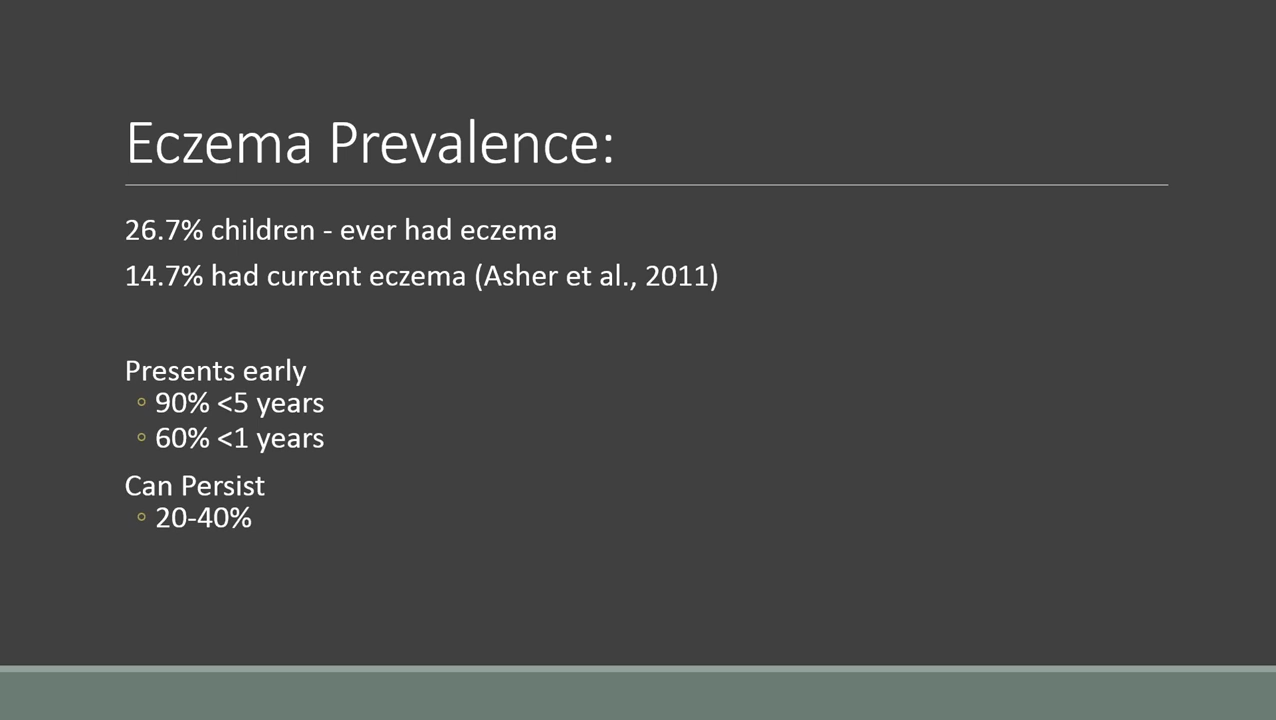 Eczema Prevalence:
26.7% children - ever had eczema
14.7% had current eczema (Asher et al., 2011)
Presents early
◦ 90% <5 years
◦ 60% <1 years
Can Persist
◦ 20-40%